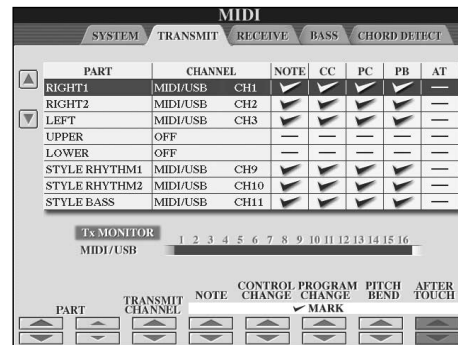 MIDI
SYSTEM TRANSMIT RECEIVE BASS CHORD DETECT
PART CHANNEL NOTE CC PC PB AT
RIGHT1 MIDI/USB CH1 —
RIGHT2 MIDI/USB CH2 —
LEFT MIDI/USB CH3 —
UPPER OFF — — — — —
LOWER OFF — — — — —
STYLE RHYTHM1 MIDI/USB CH9 —
STYLE RHYTHM2 MIDI/USB CH10 —
STYLE BASS MIDI/USB CH11 —
Tx MONITOR 1 2 3 4 5 6 7 8 9 10 11 12 13 14 15 16
MIDI/USB
PART TRANSMIT CHANNEL NOTE CONTROL CHANGE PROGRAM CHANGE PITCH BEND AFTER TOUCH
MARK